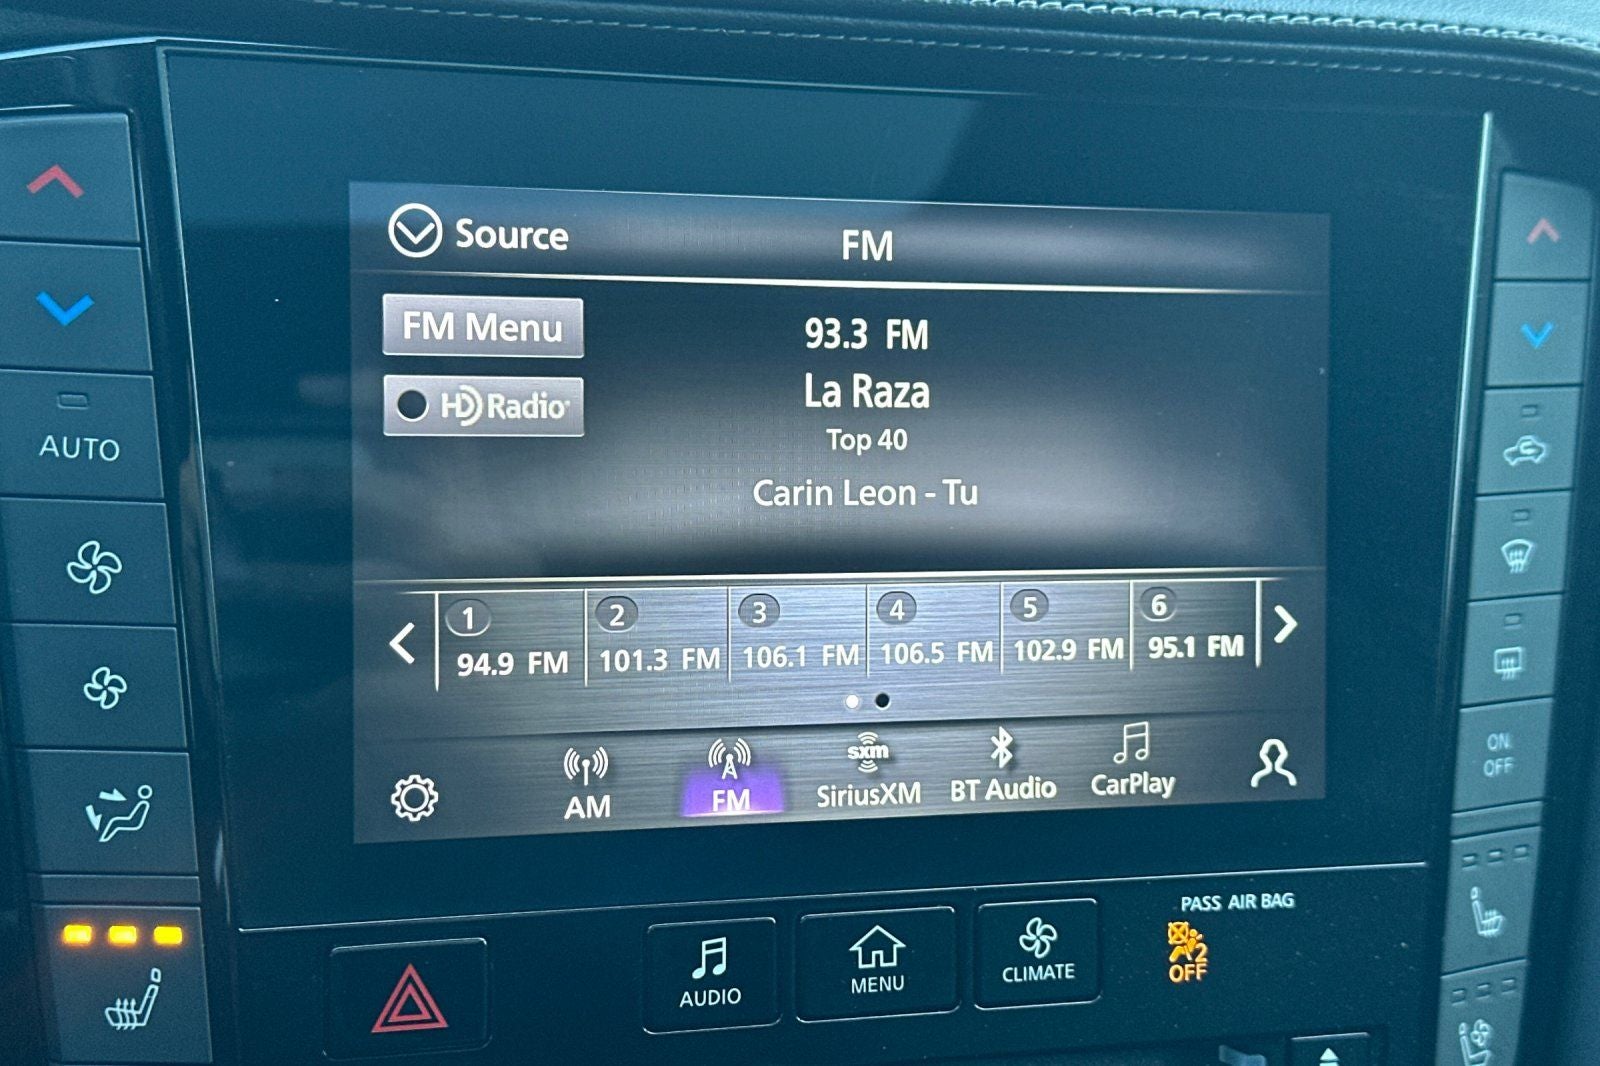 Source
FM
FM Menu
HD Radio
93.3 FM
La Raza
Top 40
Carin Leon - Tu
1
94.9 FM
2
101.3 FM
3
106.1 FM
4
106.5 FM
5
102.9 FM
6
95.1 FM
AM
FM
sxm
SiriusXM
BT Audio
CarPlay
AUTO
ON
OFF
AUDIO
MENU
CLIMATE
PASS AIR BAG
2
OFF